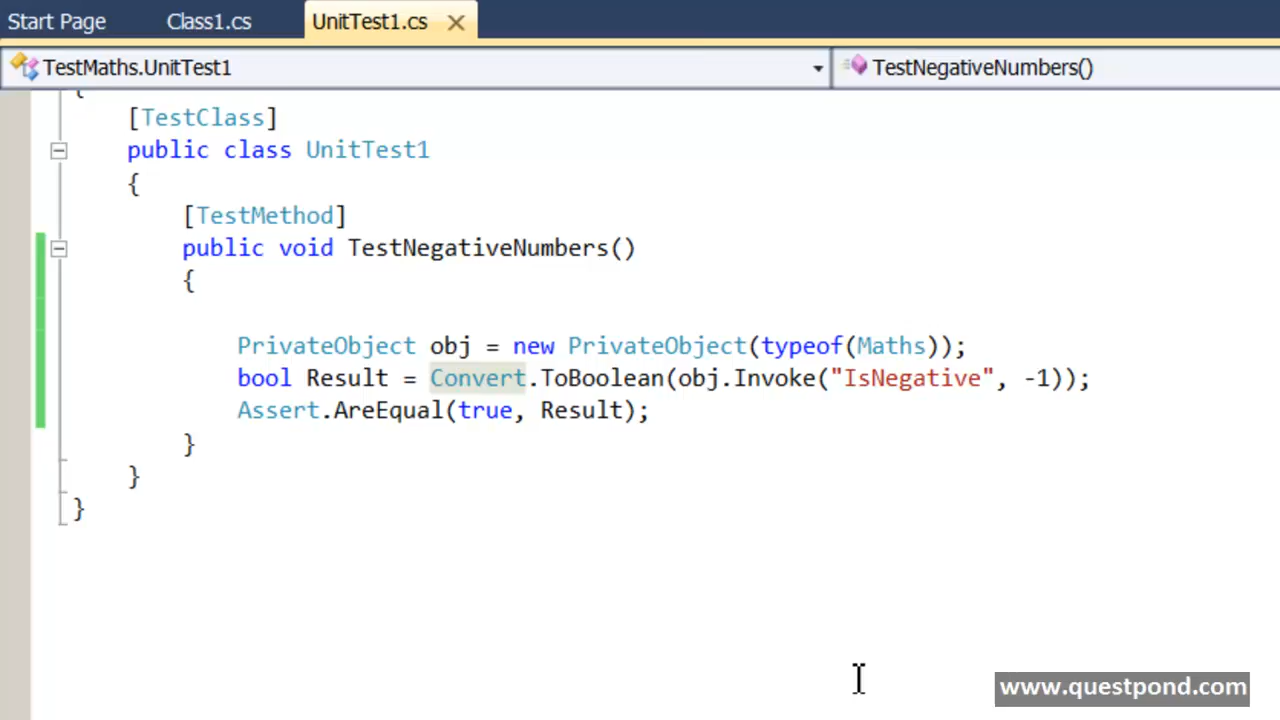 Start Page Class1.cs UnitTest1.cs
TestMaths.UnitTest1 TestNegativeNumbers()
{
[TestClass]
public class UnitTest1
{
[TestMethod]
public void TestNegativeNumbers()
{
PrivateObject obj = new PrivateObject(typeof(Maths));
bool Result = Convert.ToBoolean(obj.Invoke("IsNegative", -1));
Assert.AreEqual(true, Result);
}
}
}
www.questpond.com